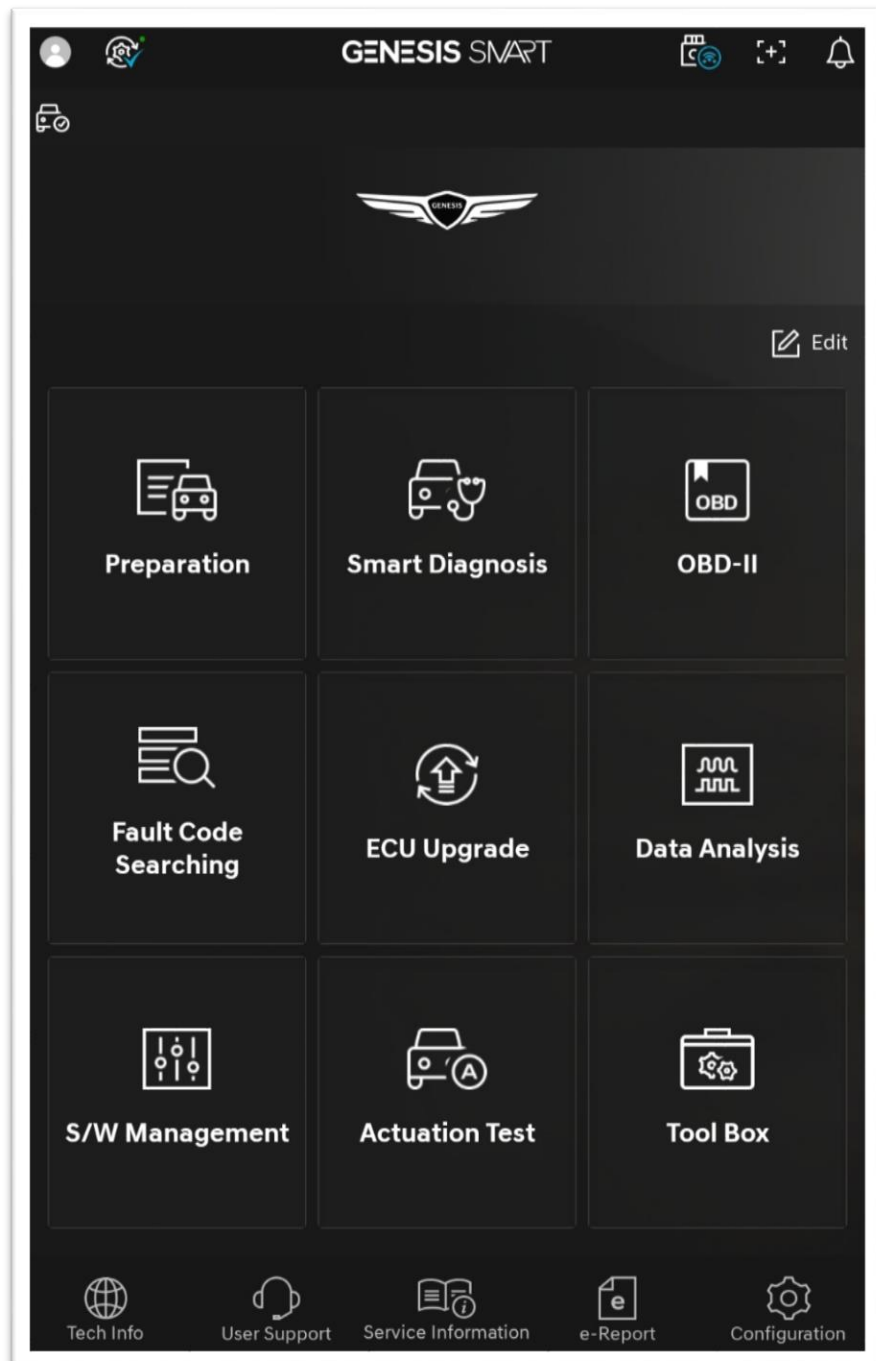 GENESIS SMART
GENESIS
Edit
OBD
Preparation
Smart Diagnosis
OBD-II
Fault Code
Searching
ECU Upgrade
Data Analysis
A
S/W Management
Actuation Test
Tool Box
i
e
Tech Info
User Support
Service Information
e-Report
Configuration